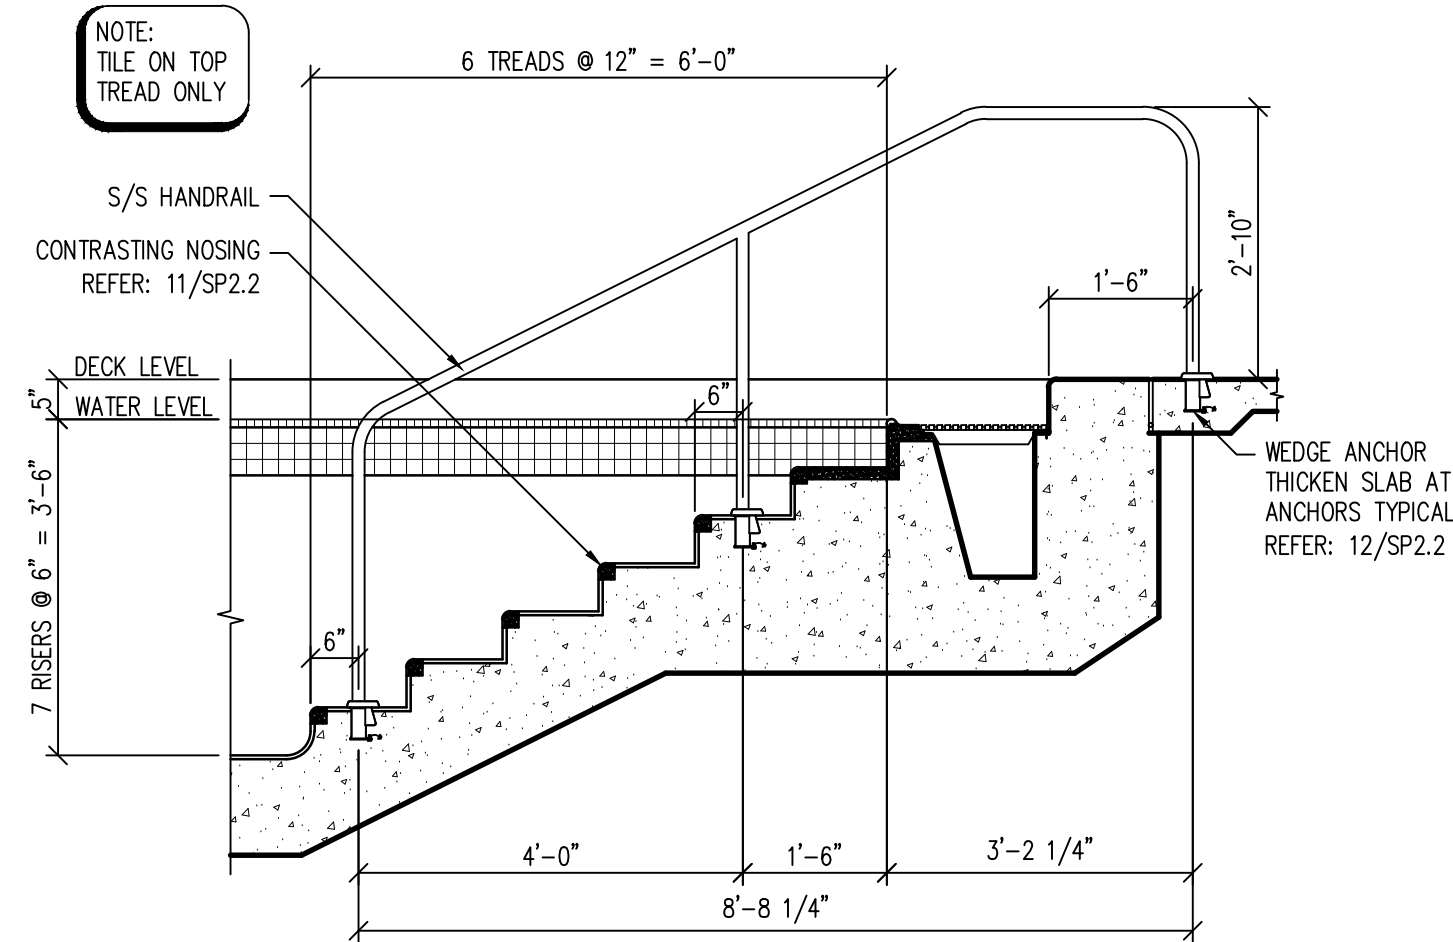 NOTE:
TILE ON TOP
TREAD ONLY
6 TREADS @ 12” = 6’-0”
S/S HANDRAIL
CONTRASTING NOSING
REFER: 11/SP2.2
2’-10”
1’-6”
DECK LEVEL
5”
WATER LEVEL
6”
WEDGE ANCHOR
THICKEN SLAB AT
ANCHORS TYPICAL
REFER: 12/SP2.2
7 RISERS @ 6” = 3’-6”
6”
4’-0”
1’-6”
3’-2 1/4”
8’-8 1/4”